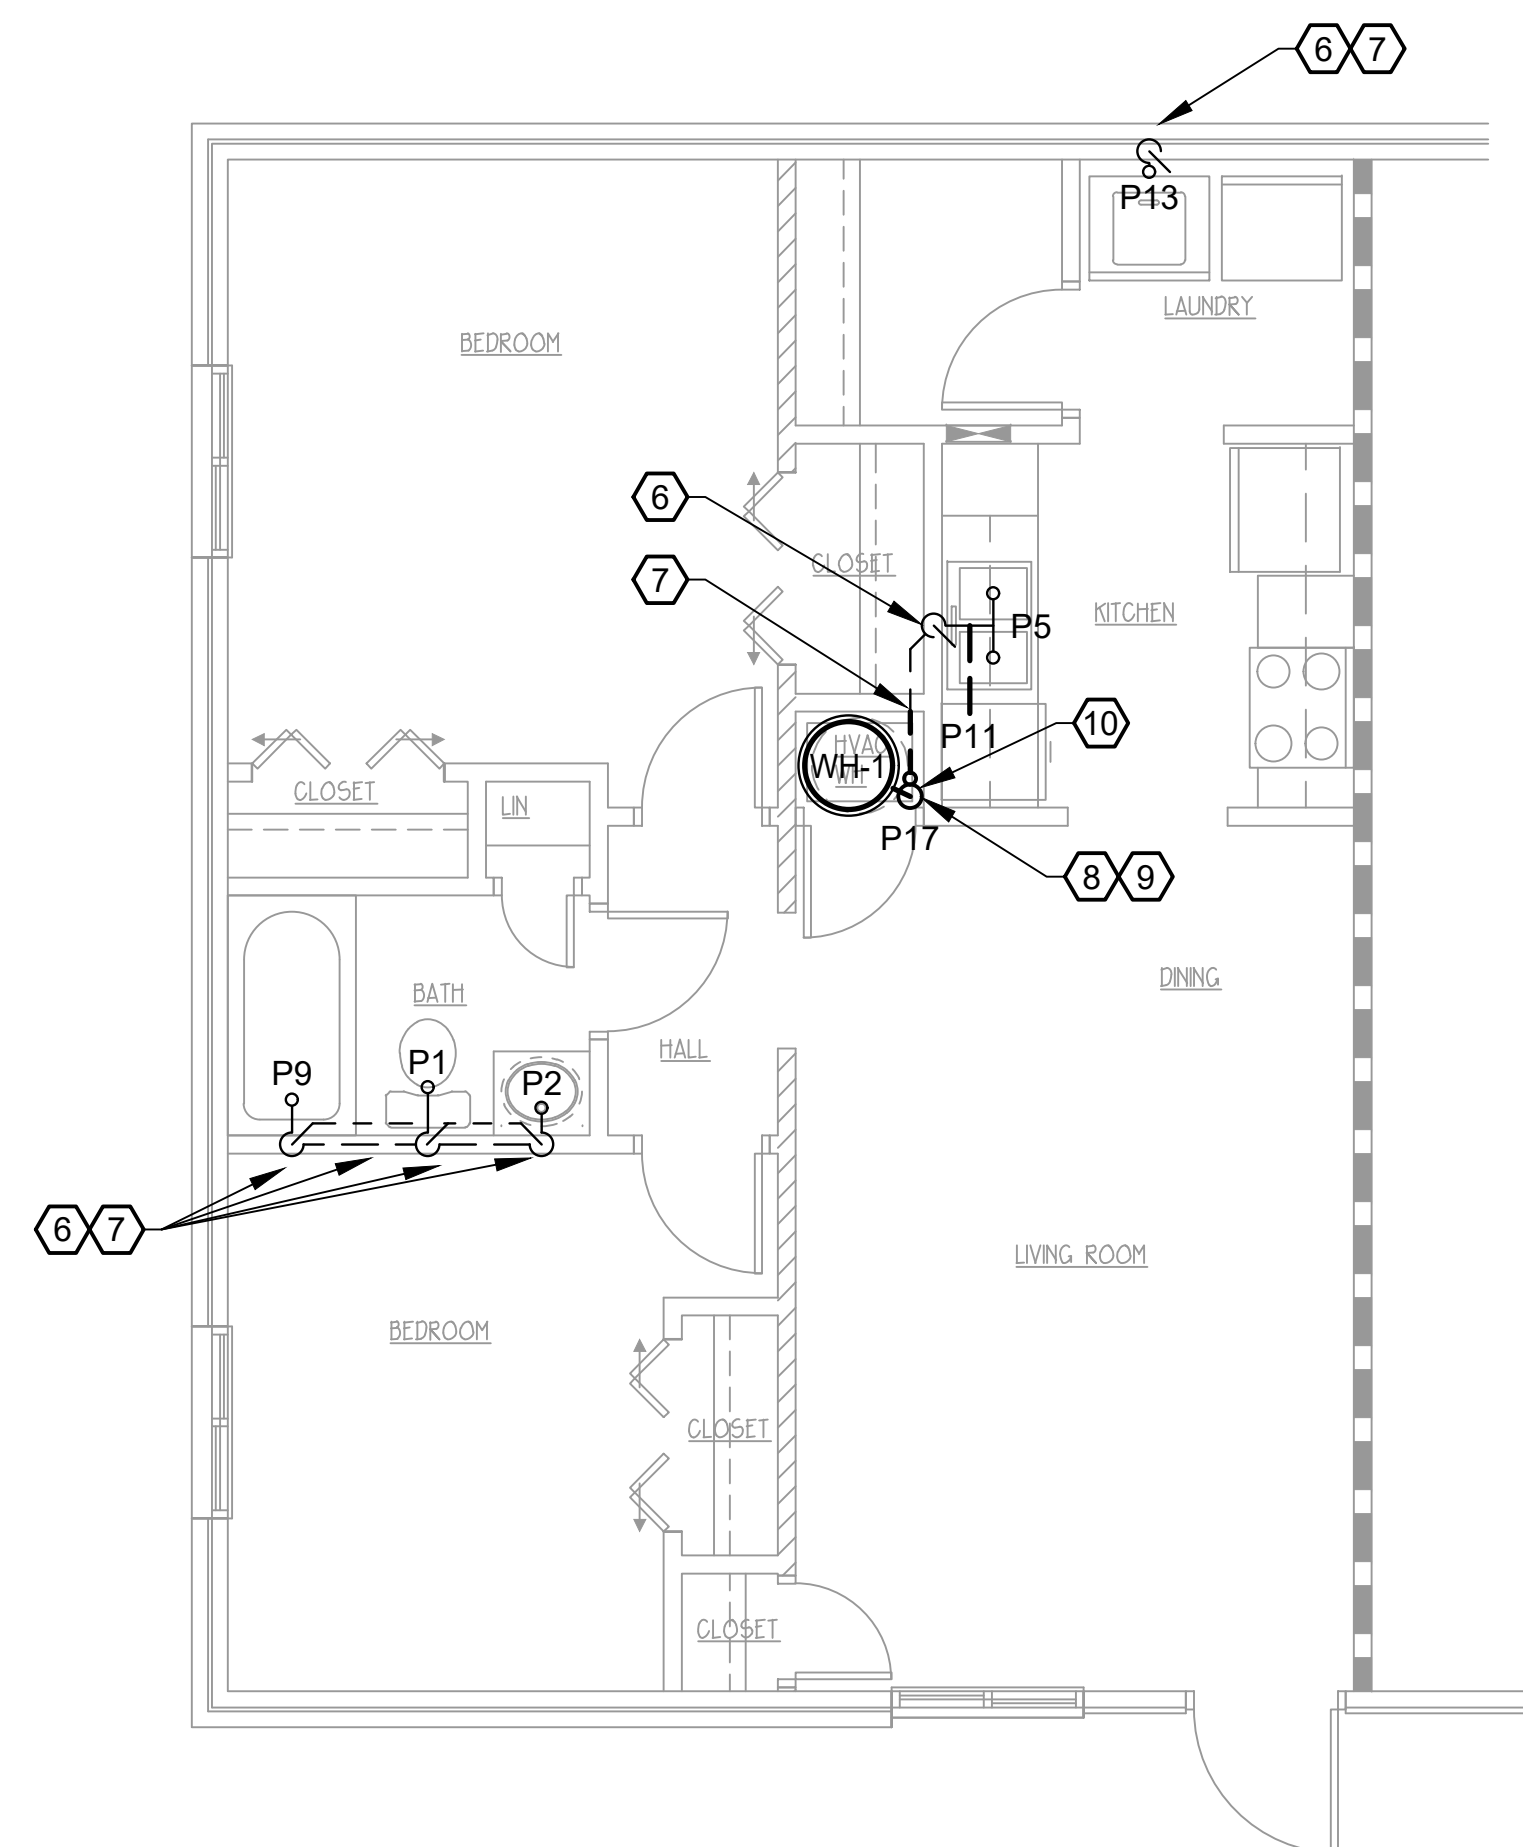 6 7
P13
LAUNDRY
BEDROOM
6
CLOSET
7
KITCHEN
P5
10
P11
HVAC
WH-1
WH
CLOSET
LIN
P17
8 9
DINING
BATH
HALL
P9
P1
P2
6 7
LIVING ROOM
BEDROOM
CLOSET
CLOSET